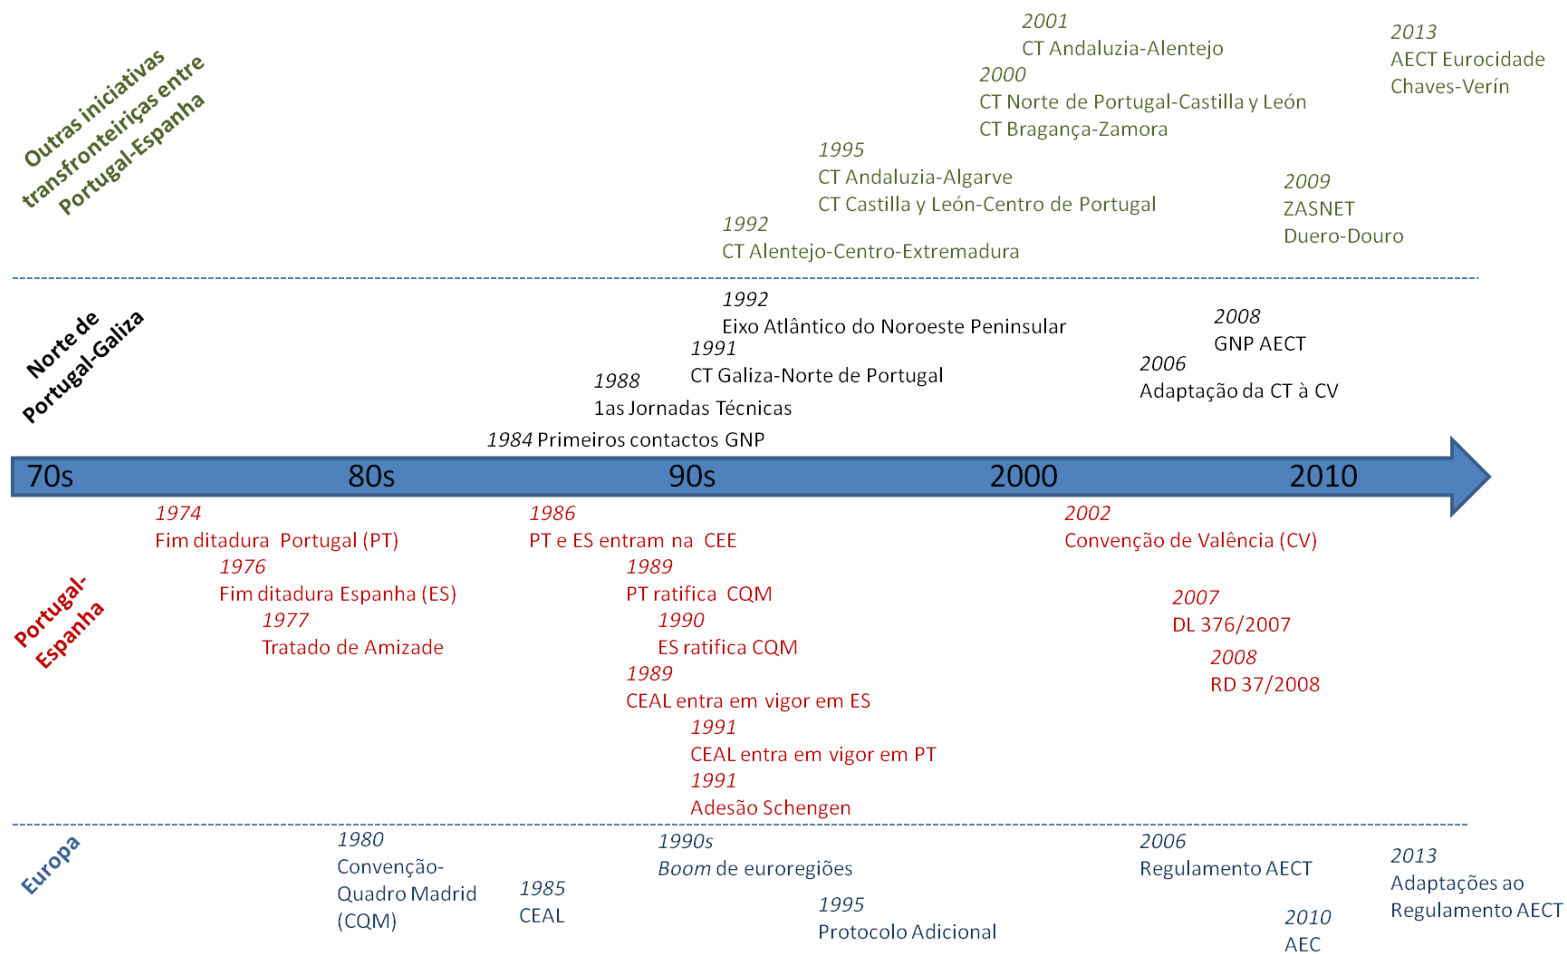 Outras iniciativas
transfronteiriças entre
Portugal-Espanha
2001
CT Andaluzia-Alentejo
2000
CT Norte de Portugal-Castilla y León
CT Bragança-Zamora
1995
CT Andaluzia-Algarve
CT Castilla y León-Centro de Portugal
1992
CT Alentejo-Centro-Extremadura
2013
AECT Eurocidade
Chaves-Verín
2009
ZASNET
Duero-Douro
Norte de
Portugal-Galiza
1992
Eixo Atlântico do Noroeste Peninsular
1991
CT Galiza-Norte de Portugal
1988
1as Jornadas Técnicas
1984 Primeiros contactos GNP
2008
GNP AECT
2006
Adaptação da CT à CV
70s 80s 90s 2000 2010
Portugal-
Espanha
1974
Fim ditadura Portugal (PT)
1976
Fim ditadura Espanha (ES)
1977
Tratado de Amizade
1986
PT e ES entram na CEE
1989
PT ratifica CQM
1990
ES ratifica CQM
1989
CEAL entra em vigor em ES
1991
CEAL entra em vigor em PT
1991
Adesão Schengen
2002
Convenção de Valência (CV)
2007
DL 376/2007
2008
RD 37/2008
Europa
1980
Convenção-
Quadro Madrid
(CQM)
1985
CEAL
1990s
Boom de euroregiões
1995
Protocolo Adicional
2006
Regulamento AECT
2010
AEC
2013
Adaptações ao
Regulamento AECT